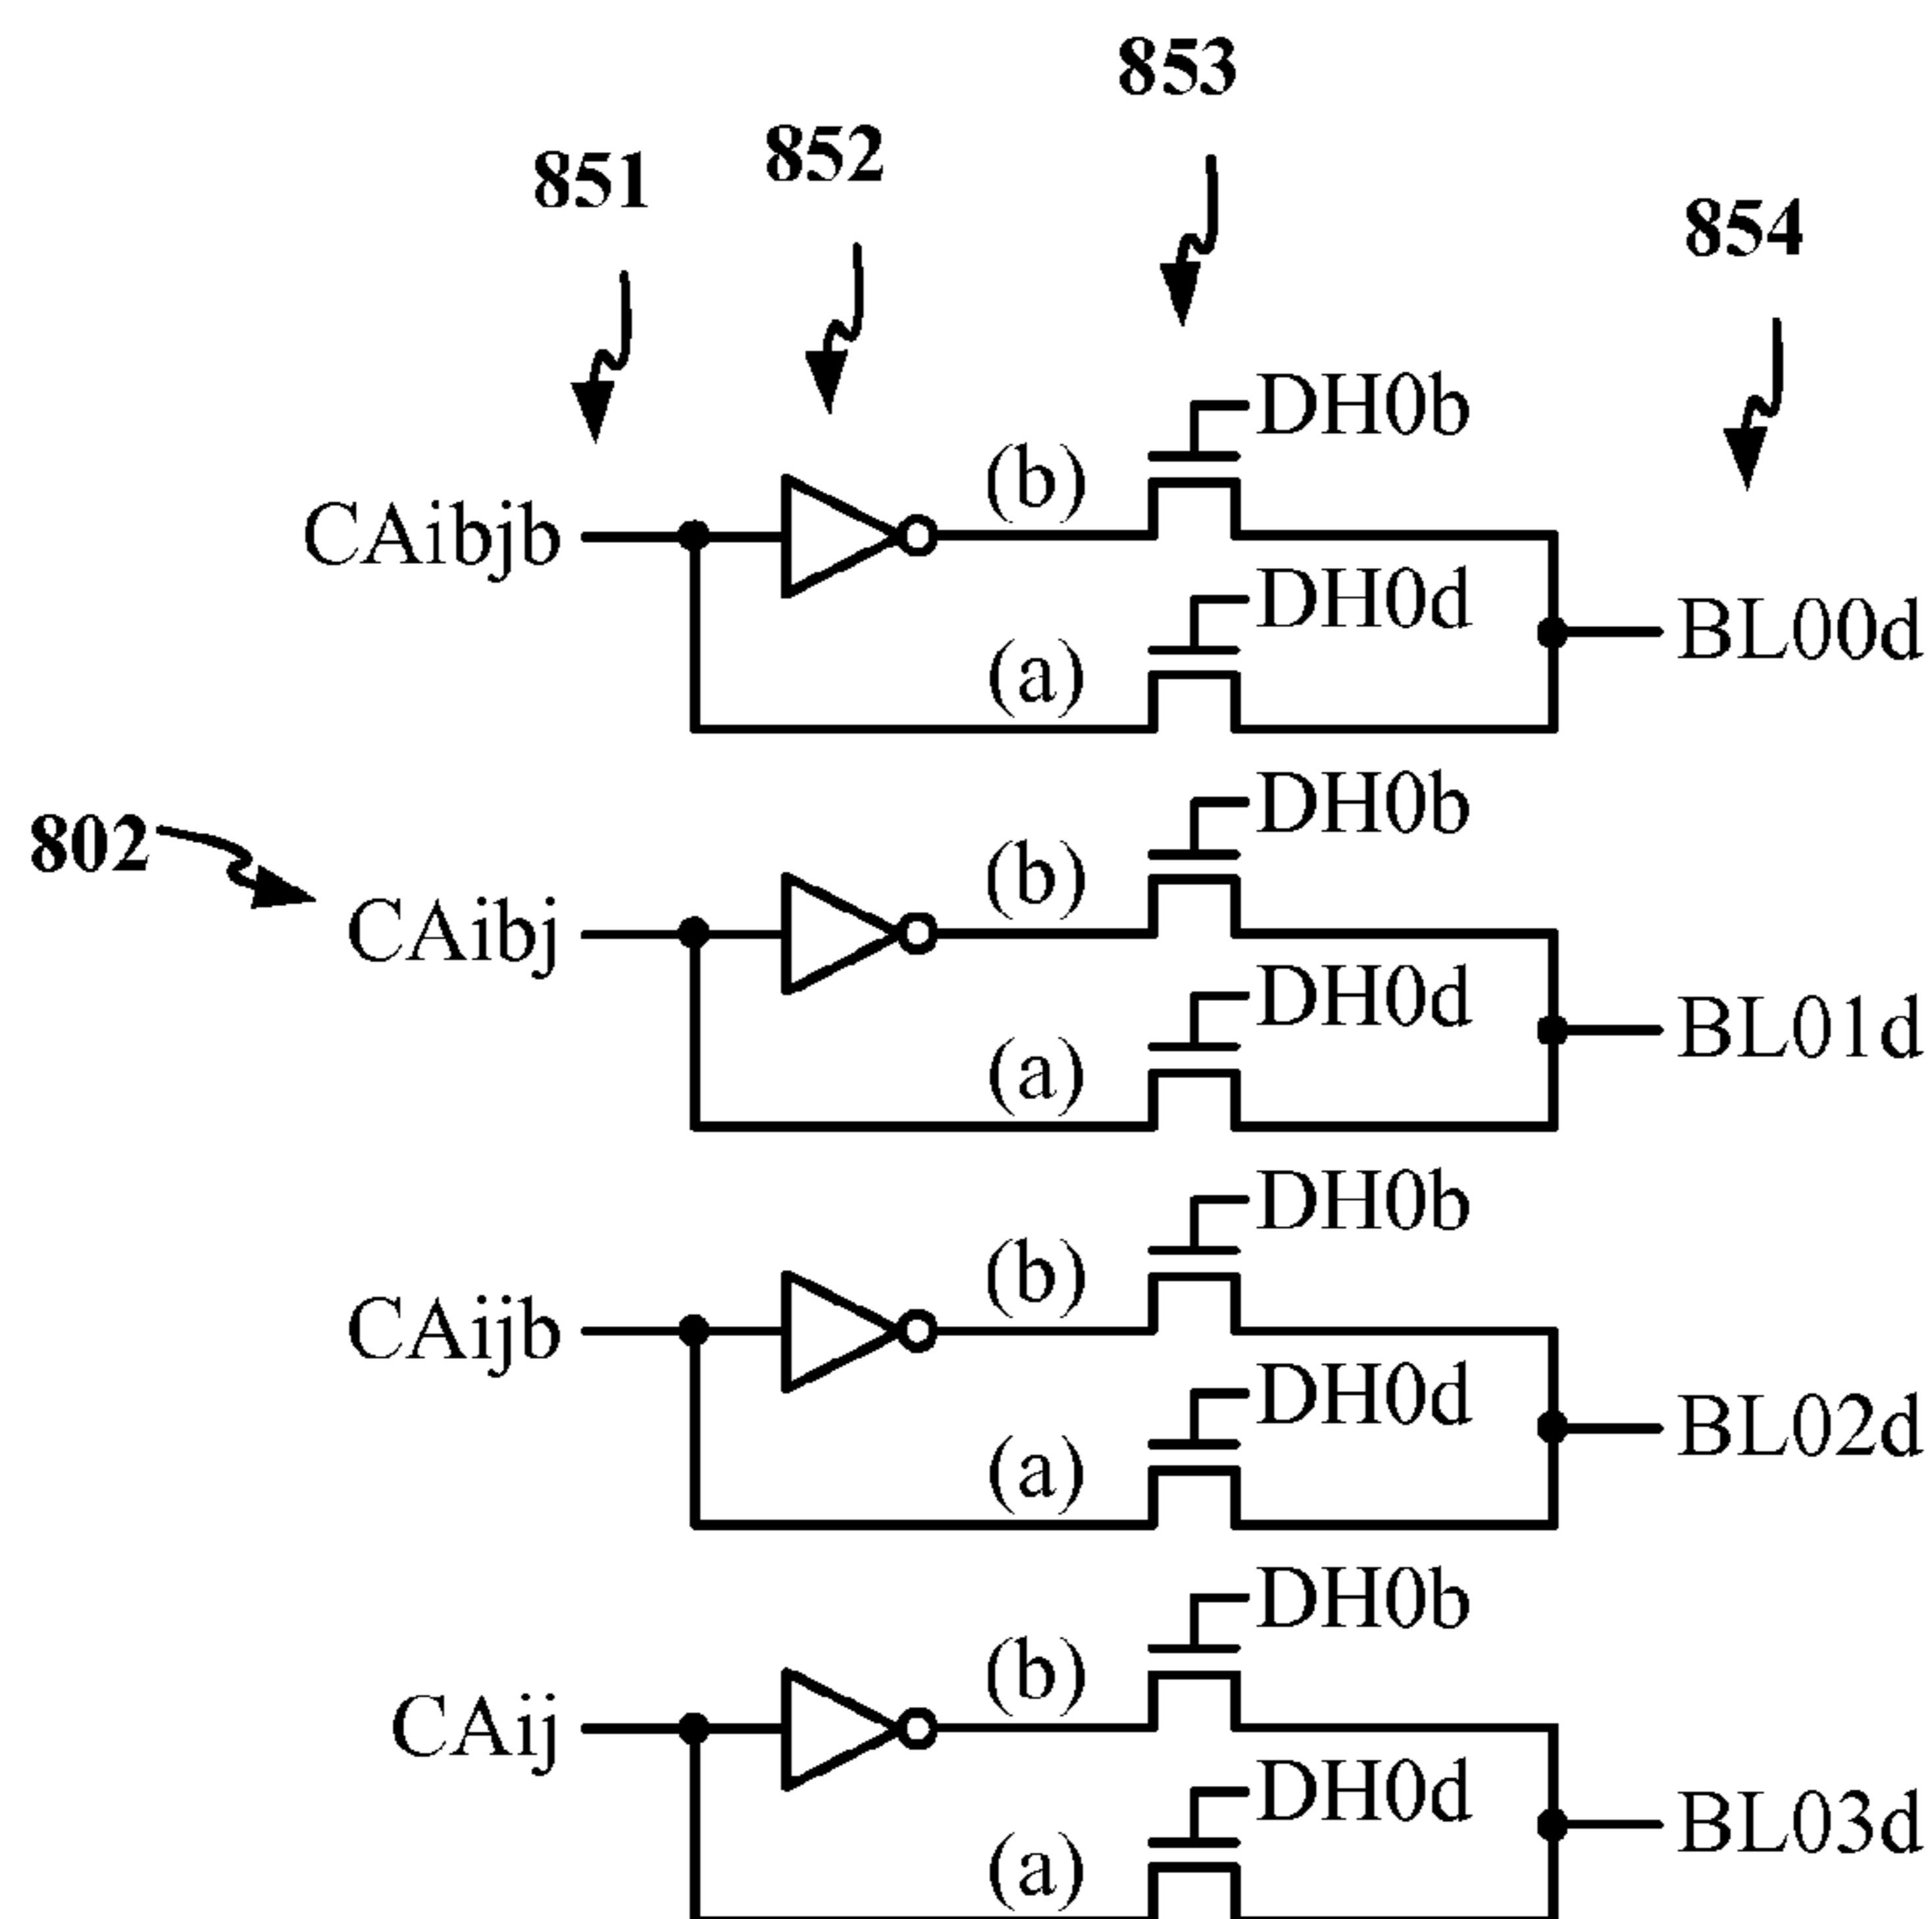 853
852
851
854
DH0b
(b)
CAibjb
DH0d
BL00d
(a)
DH0b
802
(b)
CAibj
DH0d
BL01d
(a)
DH0b
(b)
CAijb
DH0d
BL02d
(a)
DH0b
(b)
CAij
DH0d
BL03d
(a)